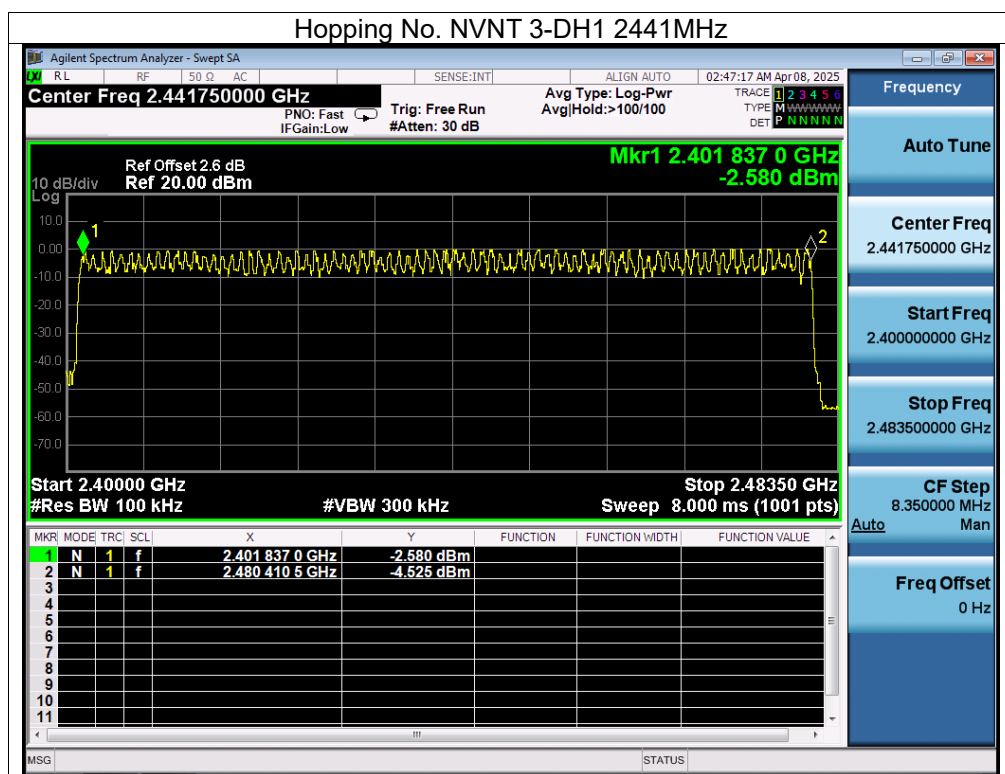 Hopping No. NVNT 3-DH1 2441MHz
Agilent Spectrum Analyzer - Swept SA
LXI RL RF 50 Ω AC SENSE:INT ALIGN AUTO 02:47:17 AM Apr 08, 2025
Center Freq 2.441750000 GHz
PNO: Fast
IFGain:Low
Trig: Free Run
#Atten: 30 dB
Avg Type: Log-Pwr
Avg|Hold:>100/100
TRACE 1 2 3 4 5 6
TYPE M WWWWW
DET P N N N N N
Mkr1 2.401 837 0 GHz
-2.580 dBm
Ref Offset 2.6 dB
10 dB/div Ref 20.00 dBm
Log
10.0
0.00
-10.0
-20.0
-30.0
-40.0
-50.0
-60.0
-70.0
1
2
Start 2.40000 GHz Stop 2.48350 GHz
#Res BW 100 kHz #VBW 300 kHz Sweep 8.000 ms (1001 pts)
MKR MODE TRC SCL X Y FUNCTION FUNCTION WIDTH FUNCTION VALUE
1 N 1 f 2.401 837 0 GHz -2.580 dBm
2 N 1 f 2.480 410 5 GHz -4.525 dBm
3
4
5
6
7
8
9
10
11
MSG STATUS
Frequency
Auto Tune
Center Freq
2.441750000 GHz
Start Freq
2.400000000 GHz
Stop Freq
2.483500000 GHz
CF Step
8.350000 MHz
Auto Man
Freq Offset
0 Hz